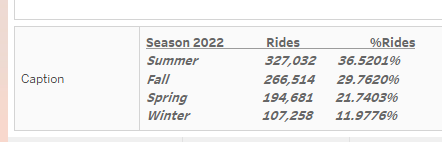 Season 2022 Rides %Rides
Summer 327,032 36.5201%
Caption Fall 266,514 29.7620%
Spring 194,681 21.7403%
Winter 107,258 11.9776%